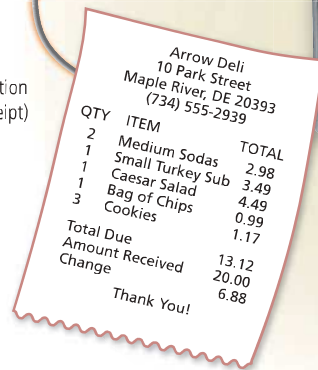 tion
eipt)
Arrow Deli
10 Park Street
Maple River, DE 20393
(734) 555-2939
QTY ITEM TOTAL
2 Medium Sodas 2.98
1 Small Turkey Sub 3.49
1 Caesar Salad 4.49
1 Bag of Chips 0.99
3 Cookies 1.17
Total Due 13.12
Amount Received 20.00
Change 6.88
Thank You!